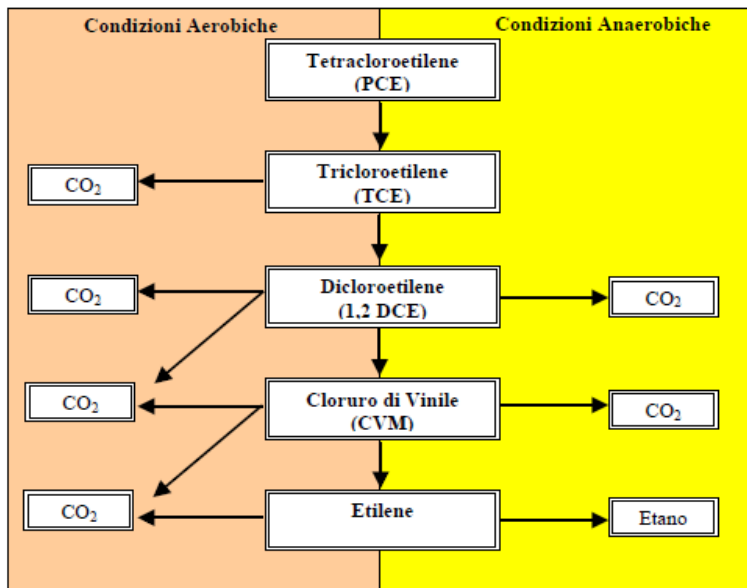 Condizioni Aerobiche
Condizioni Anaerobiche
Tetracloroetilene
(PCE)
Tricloroetilene
(TCE)
CO₂
Dicloroetilene
(1,2 DCE)
CO₂
CO₂
Cloruro di Vinile
(CVM)
CO₂
CO₂
Etilene
CO₂
Etano